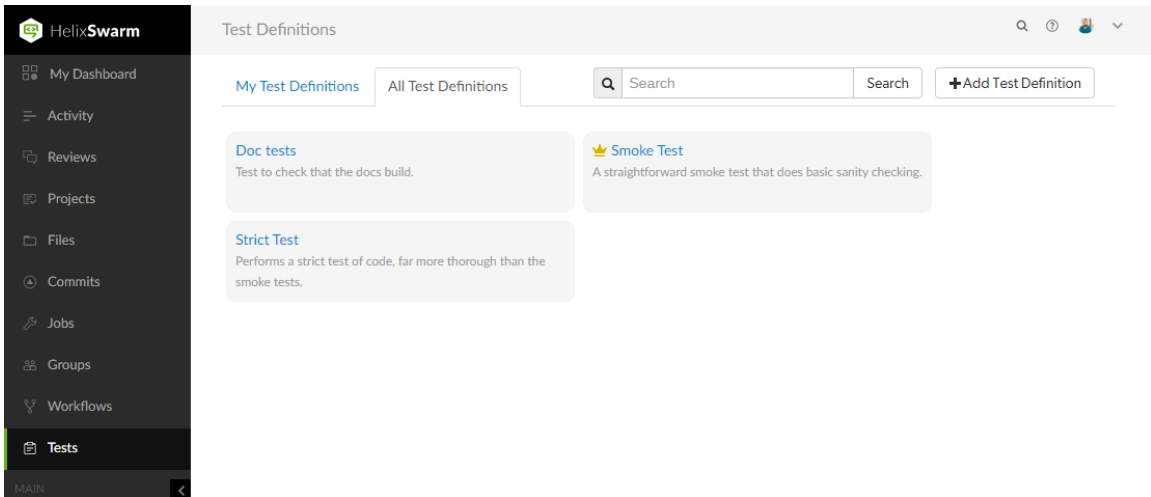 HelixSwarm
Test Definitions
My Dashboard
Activity
Reviews
Projects
Files
Commits
Jobs
Groups
Workflows
Tests
MAIN
My Test Definitions
All Test Definitions
Search
Search
+Add Test Definition
Doc tests
Test to check that the docs build.
Smoke Test
A straightforward smoke test that does basic sanity checking.
Strict Test
Performs a strict test of code, far more thorough than the
smoke tests.